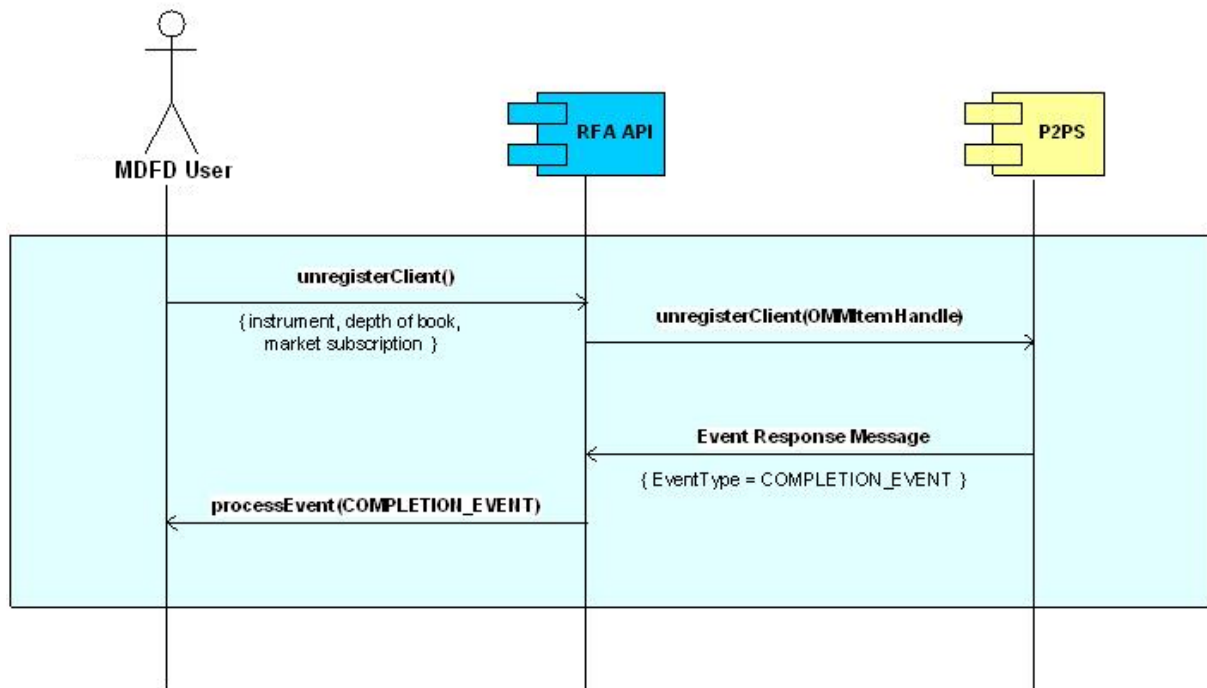 RFA API
P2PS
MDFD User
unregisterClient()
{ instrument, depth of book,
market subscription }
unregisterClient(OMMItemHandle)
Event Response Message
{ EventType = COMPLETION_EVENT }
processEvent(COMPLETION_EVENT)